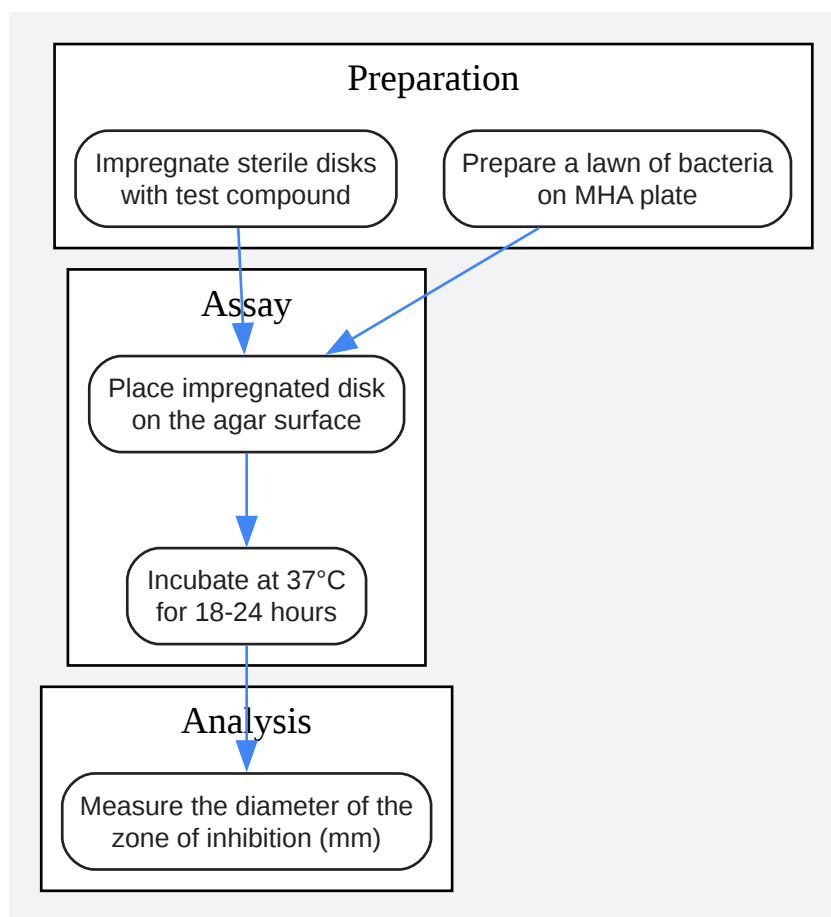 Preparation
Impregnate sterile disks
with test compound
Prepare a lawn of bacteria
on MHA plate
Assay
Place impregnated disk
on the agar surface
Incubate at 37°C
for 18-24 hours
Analysis
Measure the diameter of the
zone of inhibition (mm)